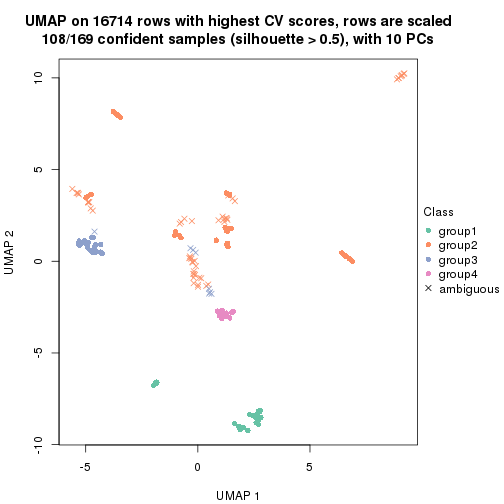 UMAP on 16714 rows with highest CV scores, rows are scaled
108/169 confident samples (silhouette > 0.5), with 10 PCs
10
5
0
-5
-10
UMAP 2
-5
0
5
UMAP 1
Class
group1
group2
group3
group4
ambiguous